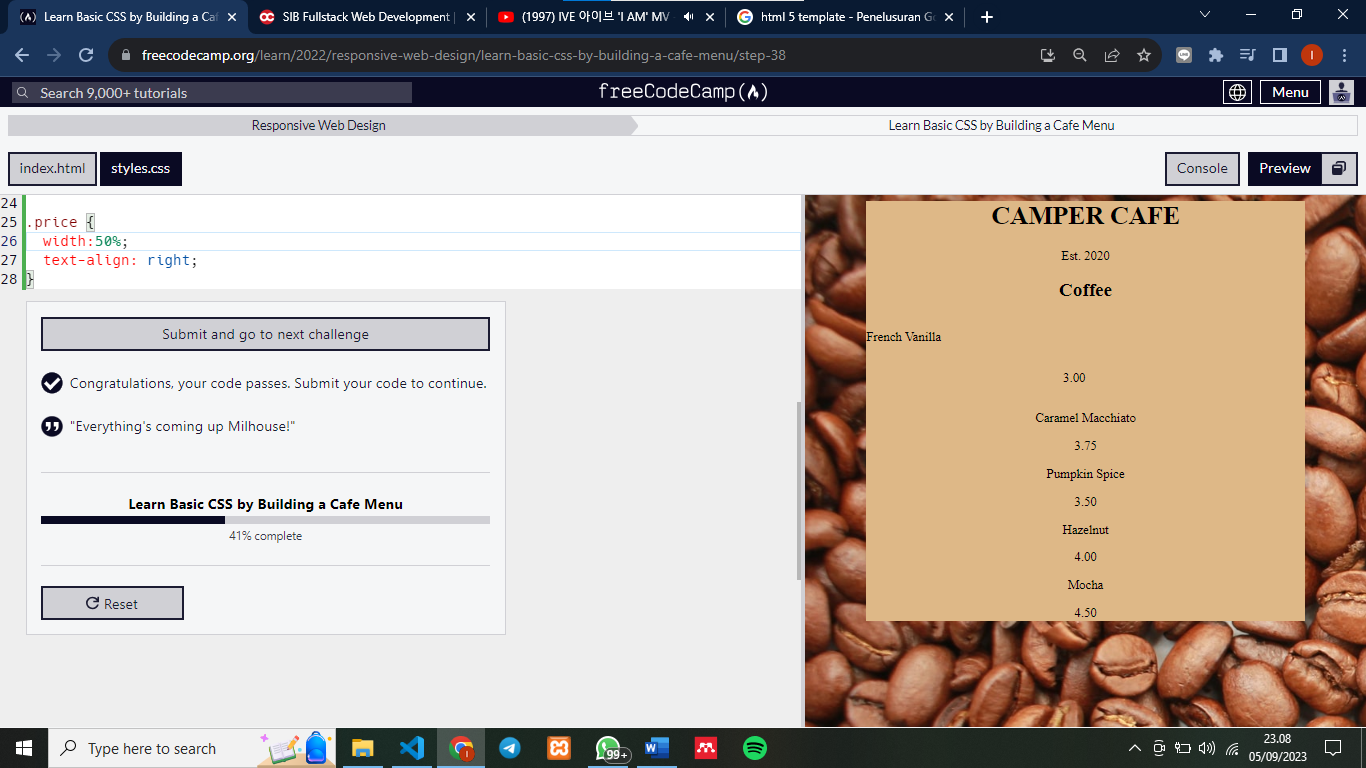 Learn Basic CSS by Building a Caf
SIB Fullstack Web Development |
(1997) IVE 아이브 'I AM' MV -
html 5 template - Penelusuran Go
freecodecamp.org/learn/2022/responsive-web-design/learn-basic-css-by-building-a-cafe-menu/step-38
I
Search 9,000+ tutorials
freeCodeCamp
Menu
Responsive Web Design
Learn Basic CSS by Building a Cafe Menu
index.html
styles.css
Console
Preview
24
25 .price {
26 width:50%;
27 text-align: right;
28 }
Submit and go to next challenge
Congratulations, your code passes. Submit your code to continue.
"Everything's coming up Milhouse!"
Learn Basic CSS by Building a Cafe Menu
41% complete
Reset
CAMPER CAFE
Est. 2020
Coffee
French Vanilla
3.00
Caramel Macchiato
3.75
Pumpkin Spice
3.50
Hazelnut
4.00
Mocha
4.50
Type here to search
99+
23.08
05/09/2023